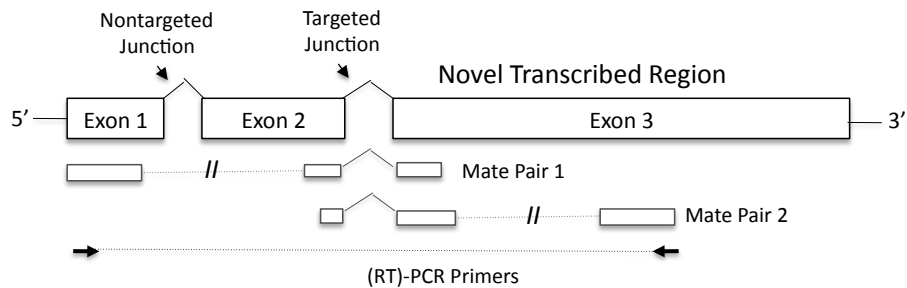 Nontargeted
Junction
Targeted
Junction
Novel Transcribed Region
5’
Exon 1
Exon 2
Exon 3
3’
//
Mate Pair 1
//
Mate Pair 2
(RT)-PCR Primers